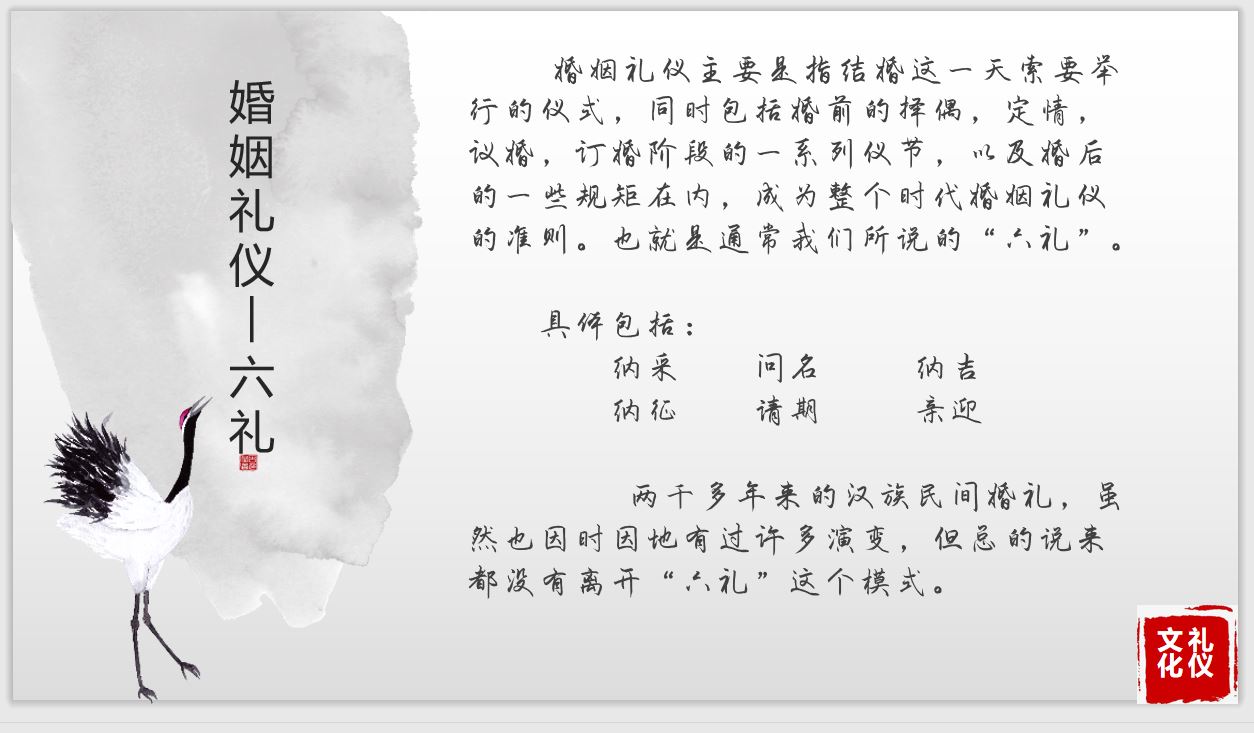 婚姻礼仪—六礼
婚姻礼仪主要是指结婚这一天索要举
行的仪式，同时包括婚前的择偶，定情，
议婚，订婚阶段的一系列仪节，以及婚后
的一些规矩在内，成为整个时代婚姻礼仪
的准则。也就是通常我们所说的“六礼”。
具体包括：
纳采 问名 纳吉
纳征 请期 亲迎
两千多年来的汉族民间婚礼，虽
然也因时因地有过许多演变，但总的说来
都没有离开“六礼”这个模式。
礼仪
文化